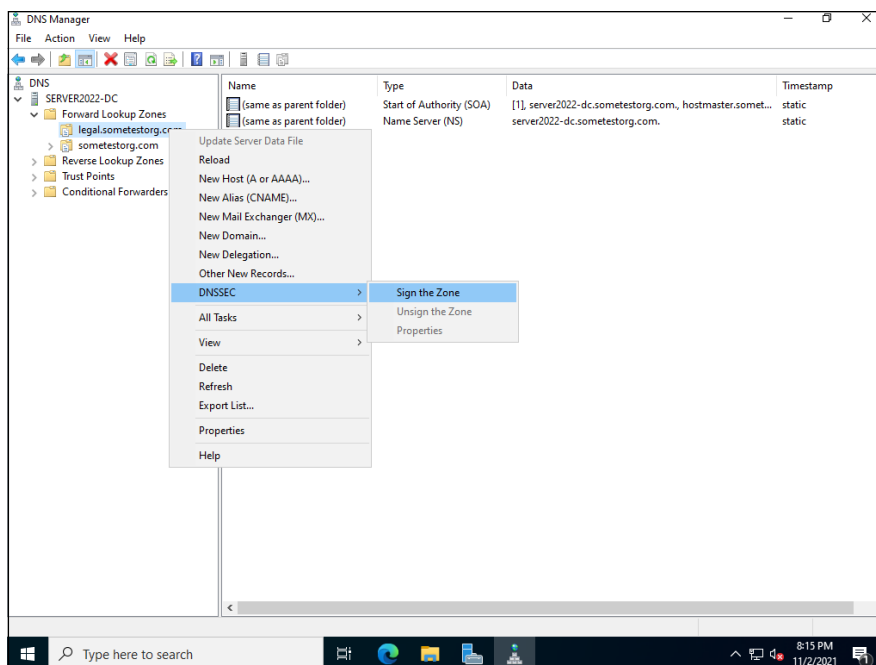 DNS Manager
File Action View Help
DNS
SERVER2022-DC
Forward Lookup Zones
legal.sometestorg.com
sometestorg.com
Reverse Lookup Zones
Trust Points
Conditional Forwarders
Name Type Data Timestamp
(same as parent folder) Start of Authority (SOA) [1], server2022-dc.sometestorg.com., hostmaster.somet... static
(same as parent folder) Name Server (NS) server2022-dc.sometestorg.com. static
Update Server Data File
Reload
New Host (A or AAAA)...
New Alias (CNAME)...
New Mail Exchanger (MX)...
New Domain...
New Delegation...
Other New Records...
DNSSEC
Sign the Zone
Unsign the Zone
Properties
All Tasks
View
Delete
Refresh
Export List...
Properties
Help
Type here to search
8:15 PM
11/2/2021
1